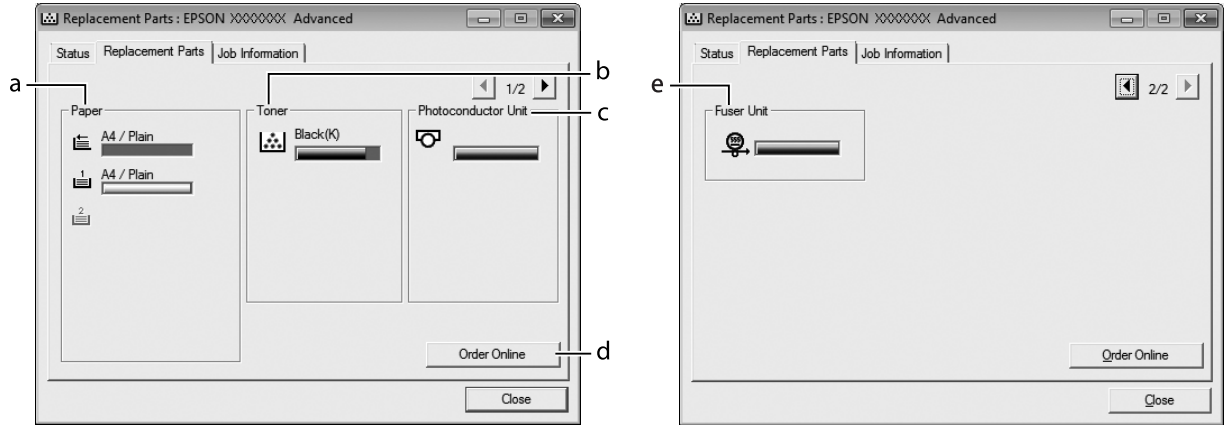 Replacement Parts : EPSON XXXXXXX Advanced
Status Replacement Parts Job Information
1/2
a
b
c
Paper
A4 / Plain
1 A4 / Plain
2
Toner
Black(K)
Photoconductor Unit
Order Online
d
Close
Replacement Parts : EPSON XXXXXXX Advanced
Status Replacement Parts Job Information
2/2
e
Fuser Unit
Order Online
Close